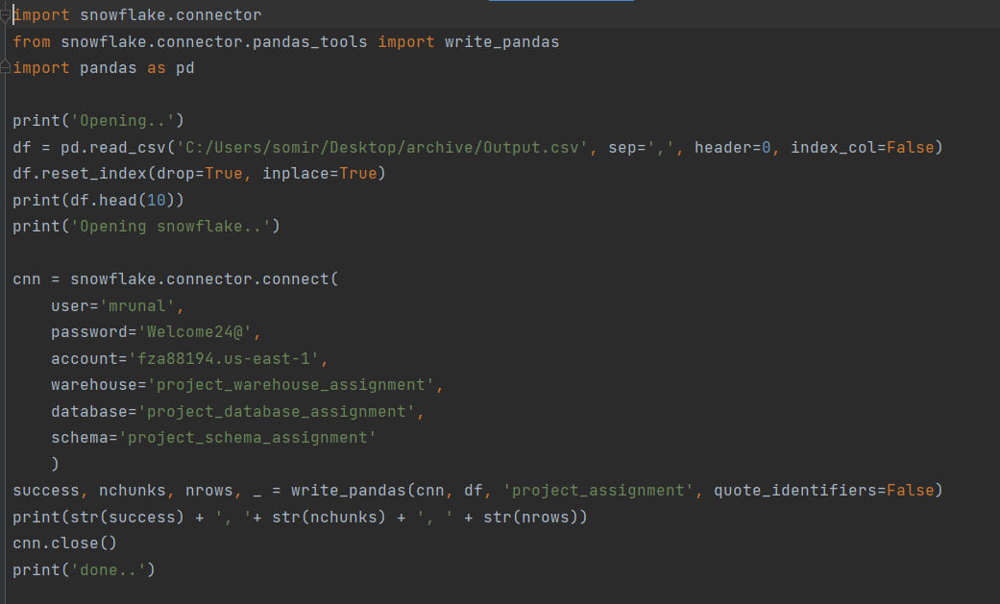 import snowflake.connector
from snowflake.connector.pandas_tools import write_pandas
import pandas as pd
print('Opening..')
df = pd.read_csv('C:/Users/somir/Desktop/archive/Output.csv', sep=',', header=0, index_col=False)
df.reset_index(drop=True, inplace=True)
print(df.head(10))
print('Opening snowflake..')
cnn = snowflake.connector.connect(
    user='mrunal',
    password='Welcome24@',
    account='fza88194.us-east-1',
    warehouse='project_warehouse_assignment',
    database='project_database_assignment',
    schema='project_schema_assignment'
    )
success, nchunks, nrows, _ = write_pandas(cnn, df, 'project_assignment', quote_identifiers=False)
print(str(success) + ', '+ str(nchunks) + ', ' + str(nrows))
cnn.close()
print('done..')